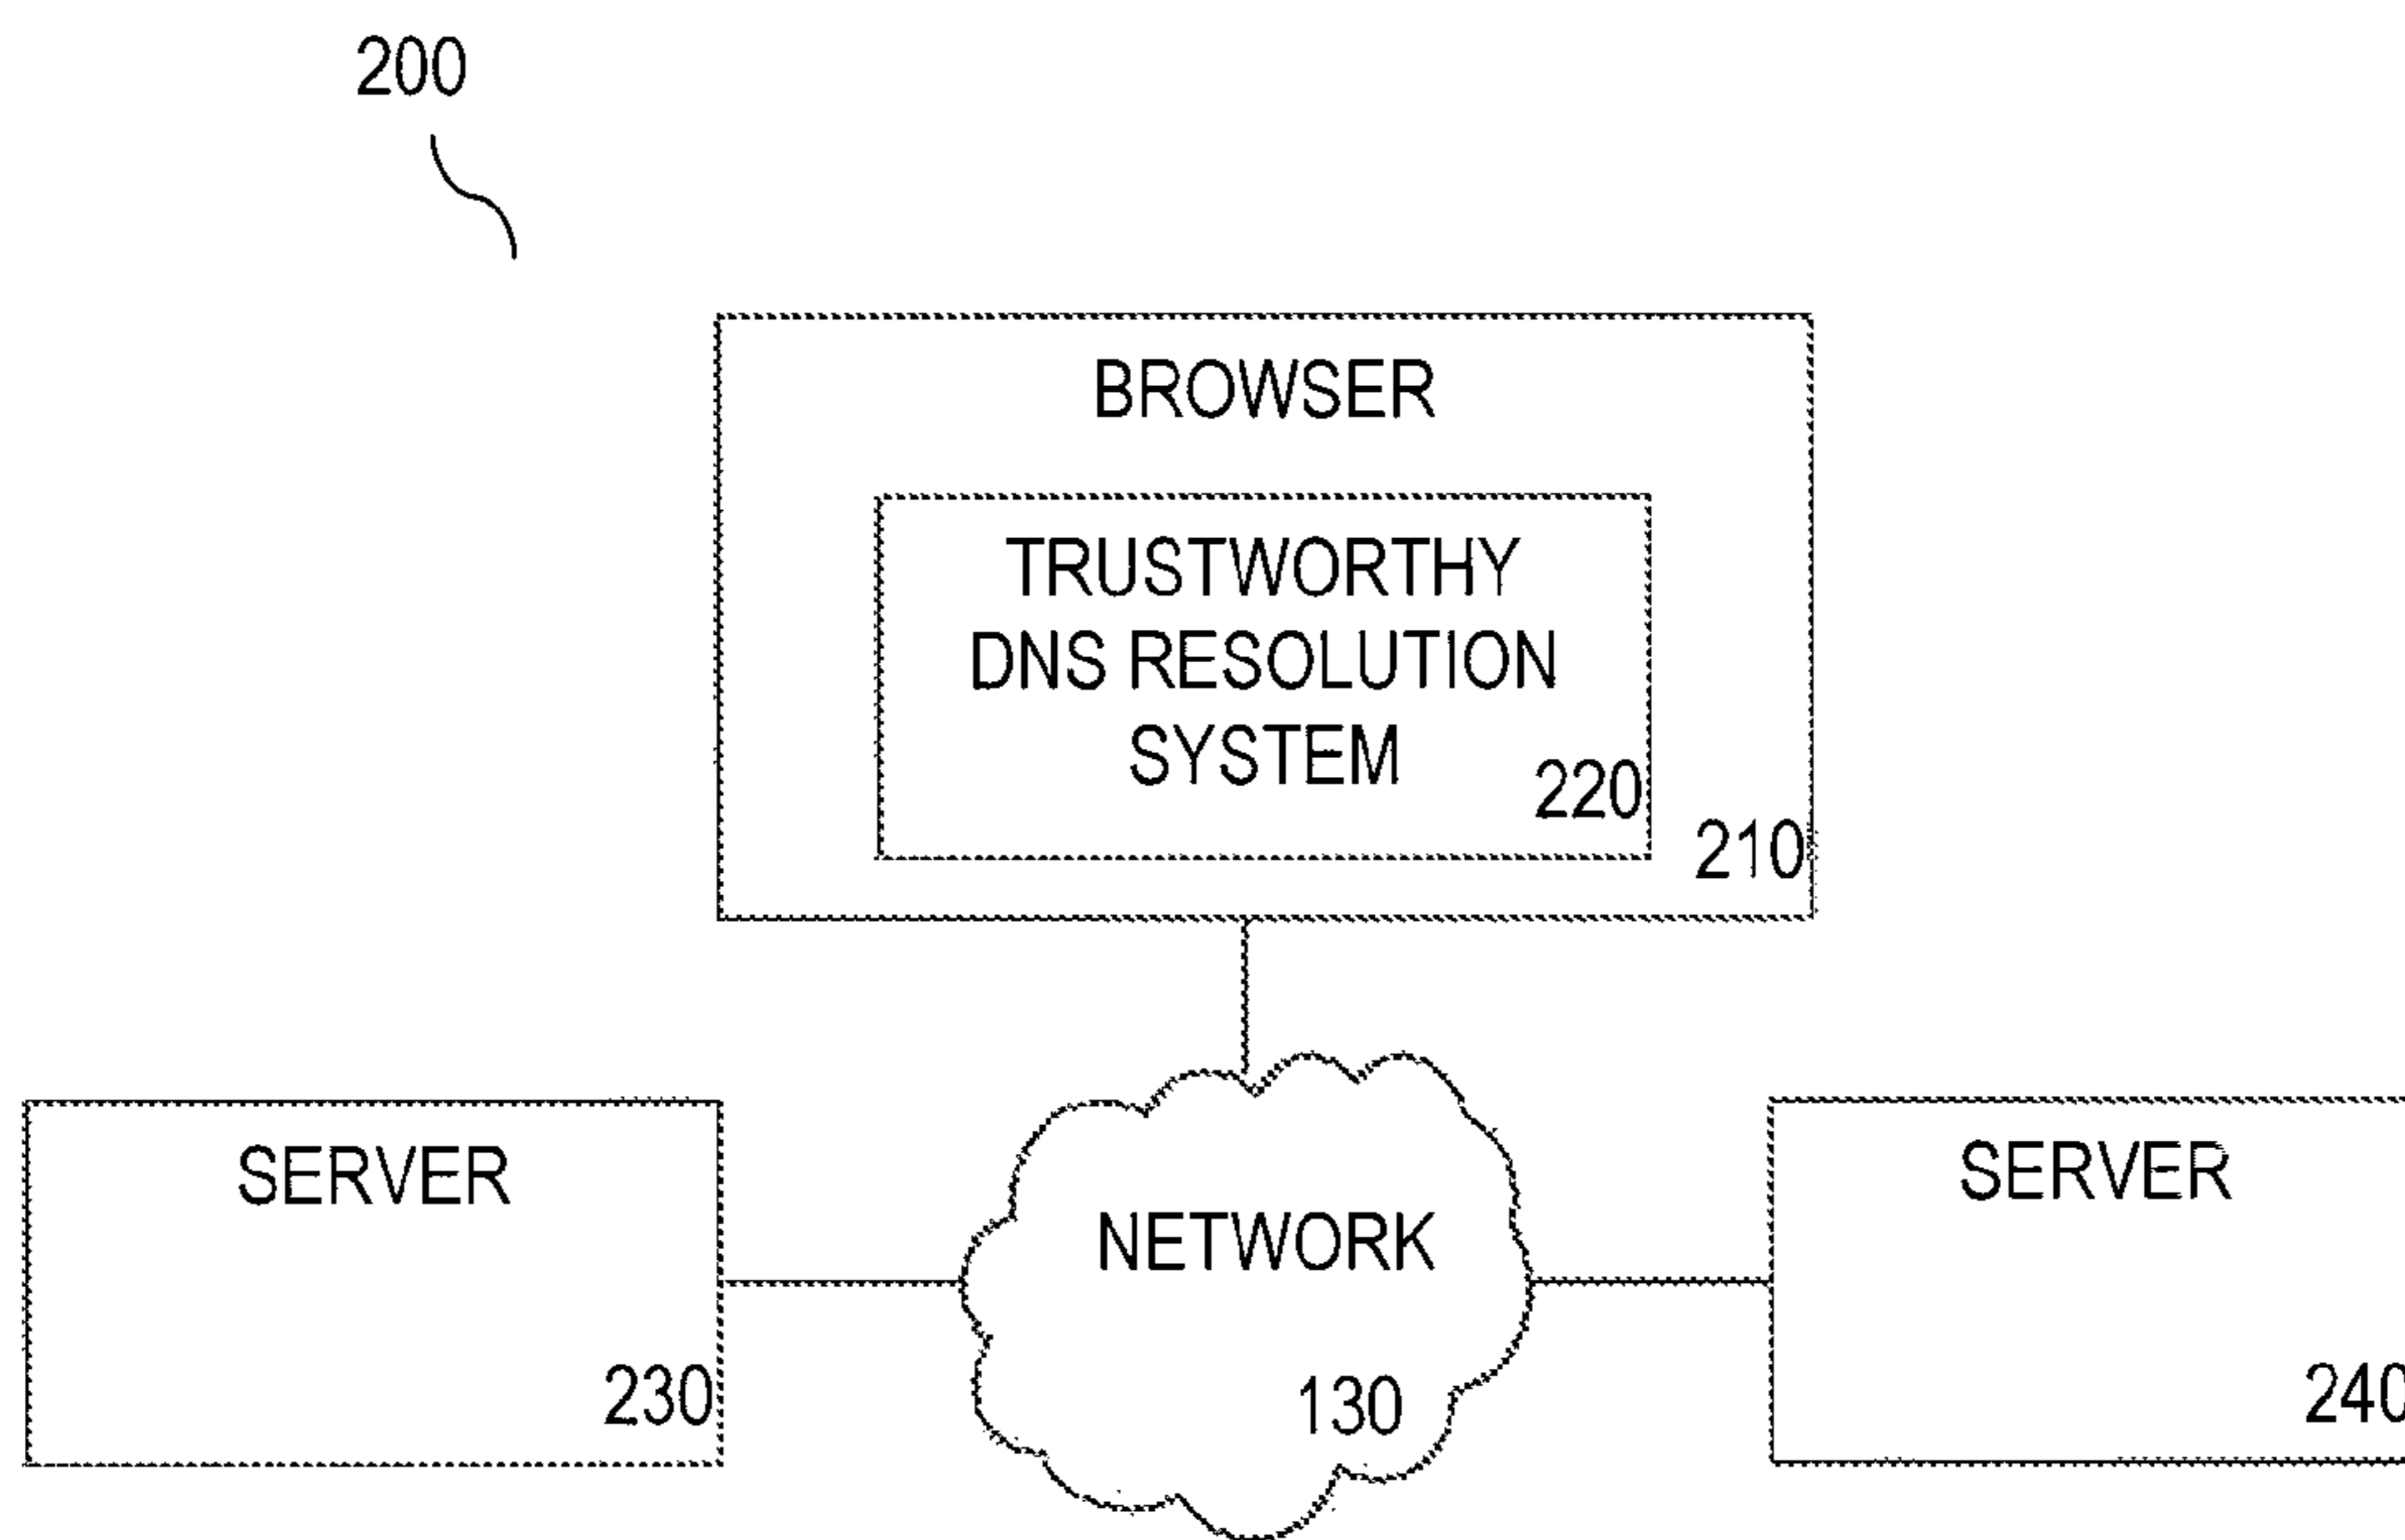 200
BROWSER
TRUSTWORTHY
DNS RESOLUTION
SYSTEM
220
210
SERVER
230
NETWORK
130
SERVER
240